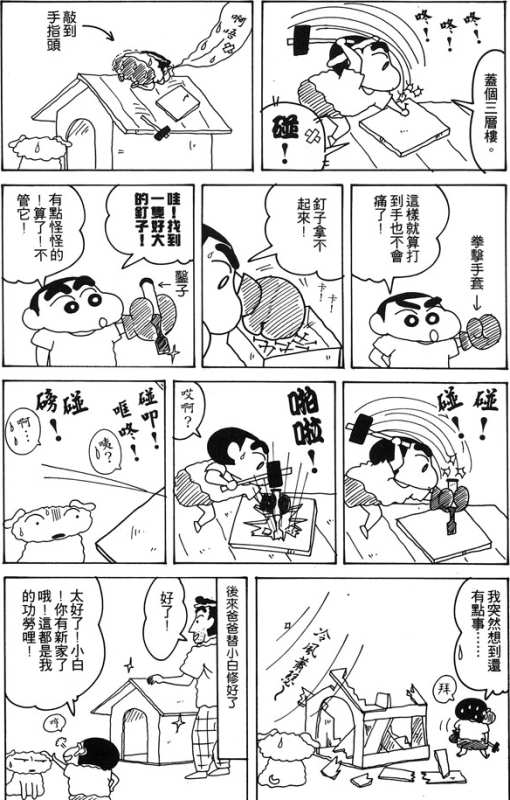 咚！
咚！
咚！
蓋個三層樓。
碰！
啊
嗚
敲到
手指頭
拳擊手套
這樣就算打
到手也不會
痛了！
釘子拿不
起來！
卡！
卡！
哇！找到
一隻好大
的釘子！
鑿子
有點怪怪的
！算了！不
管它！
碰！
碰！
啪
啦！
哎啊？
碰叩！
哐咚！
碰！
磅！
咦？
啊…
我突然想到還
有點事……
拜
冷風蕭瑟
後來爸爸替小白修好了
好了！
太好了！小白
！你有新家了
哦！這都是我
的功勞哩！
哼